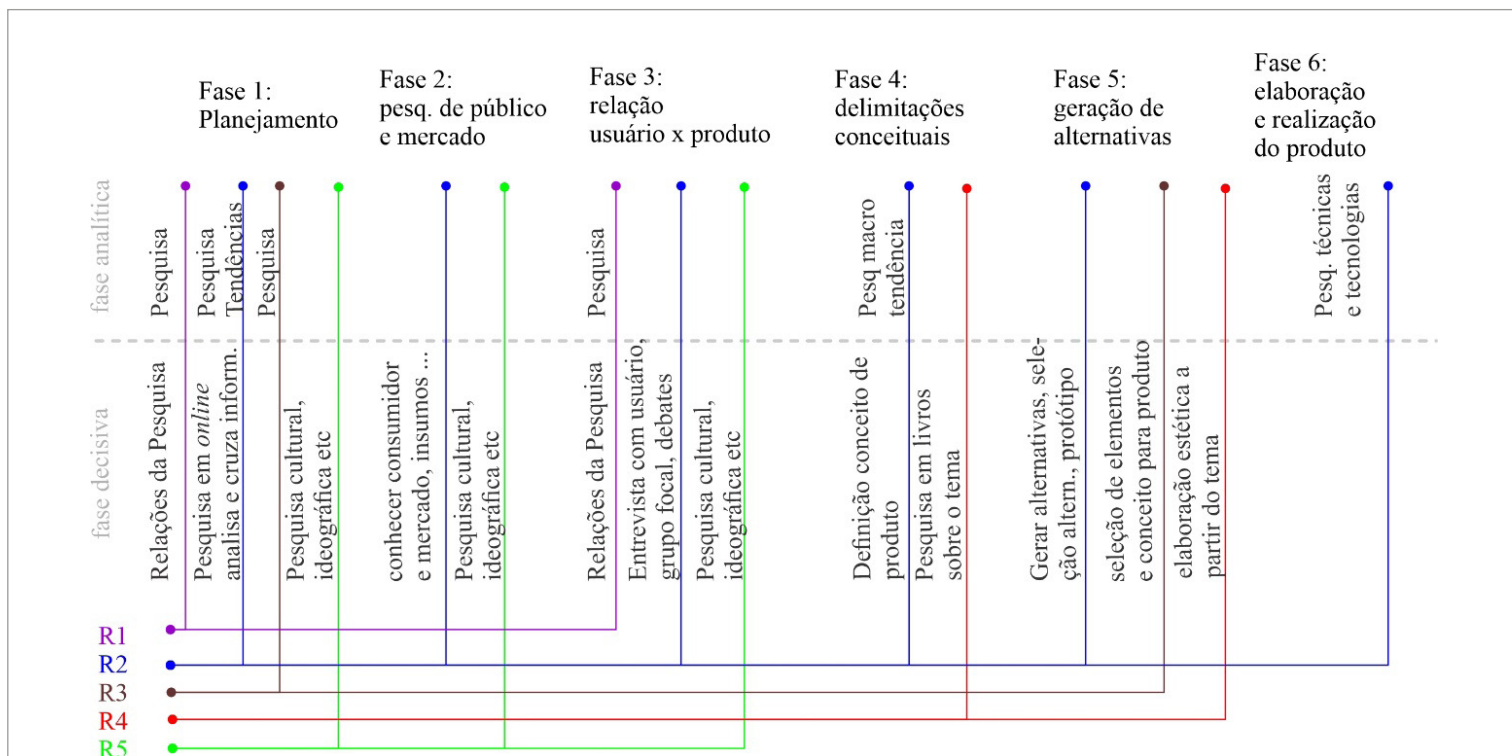 Fase 1:
Planejamento
Fase 2:
pesq. de público
e mercado
Fase 3:
relação
usuário x produto
Fase 4:
delimitações
conceituais
Fase 5:
geração de
alternativas
Fase 6:
elaboração
e realização
do produto
fase analítica
Pesquisa
Pesquisa
Tendências
Pesquisa
Pesquisa
Pesq macro
tendência
Pesq. técnicas
e tecnologias
fase decisiva
Relações da Pesquisa
Pesquisa em online
analisa e cruza inform.
Pesquisa cultural,
ideográfica etc
conhecer consumidor
e mercado, insumos ...
Pesquisa cultural,
ideográfica etc
Relações da Pesquisa
Entrevista com usuário,
grupo focal, debates
Pesquisa cultural,
ideográfica etc
Definição conceito de
produto
Pesquisa em livros
sobre o tema
Gerar alternativas, sele-
ção altern., protótipo
seleção de elementos
e conceito para produto
elaboração estética a
partir do tema
R1
R2
R3
R4
R5